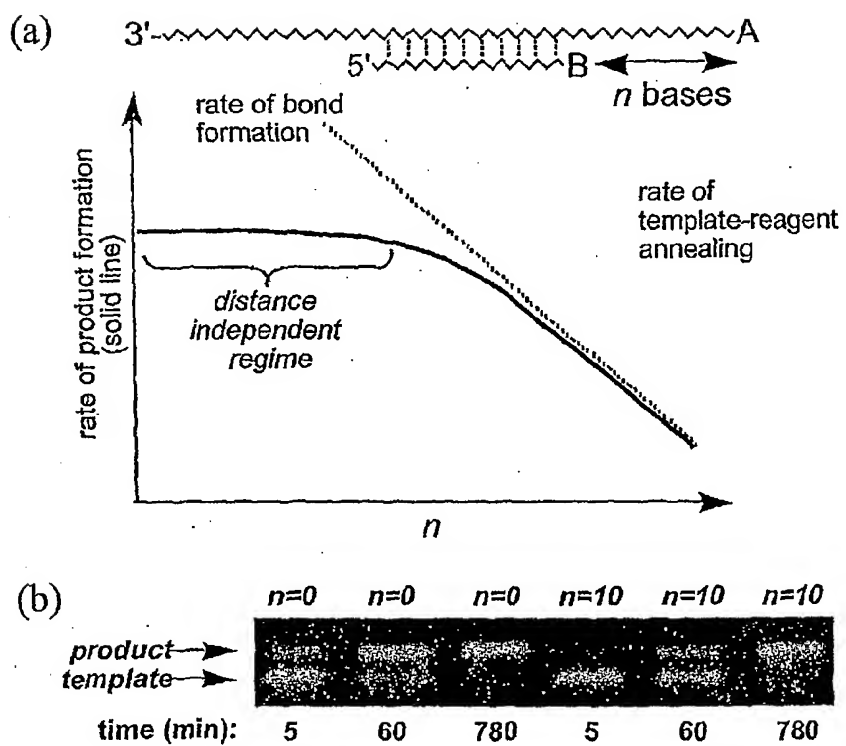 (a)
3'- A
5' B
n bases
rate of bond
formation
rate of
template-reagent
annealing
rate of product formation
(solid line)
distance
independent
regime
n
(b)
n=0 n=0 n=0 n=10 n=10 n=10
product
template
time (min): 5 60 780 5 60 780